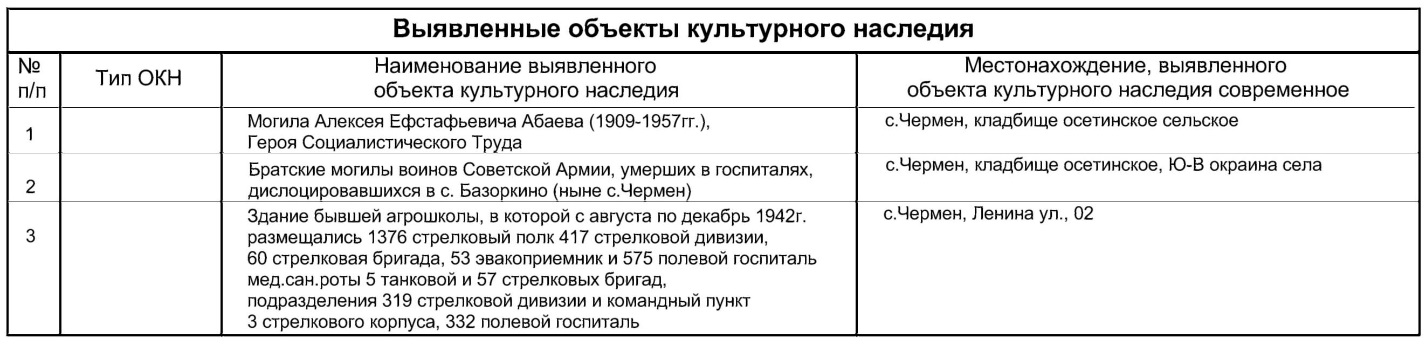 Выявленные объекты культурного наследия
№ п/п
Тип ОКН
Наименование выявленного
объекта культурного наследия
Местонахождение, выявленного
объекта культурного наследия современное
1
Могила Алексея Ефстафьевича Абаева (1909-1957гг.),
Героя Социалистического Труда
с.Чермен, кладбище осетинское сельское
2
Братские могилы воинов Советской Армии, умерших в госпиталях,
дислоцировавшихся в с. Базоркино (ныне с.Чермен)
с.Чермен, кладбище осетинское, Ю-В окраина села
3
Здание бывшей агрошколы, в которой с августа по декабрь 1942г.
размещались 1376 стрелковый полк 417 стрелковой дивизии,
60 стрелковая бригада, 53 эвакоприемник и 575 полевой госпиталь
мед.сан.роты 5 танковой и 57 стрелковых бригад,
подразделения 319 стрелковой дивизии и командный пункт
3 стрелкового корпуса, 332 полевой госпиталь
с.Чермен, Ленина ул., 02